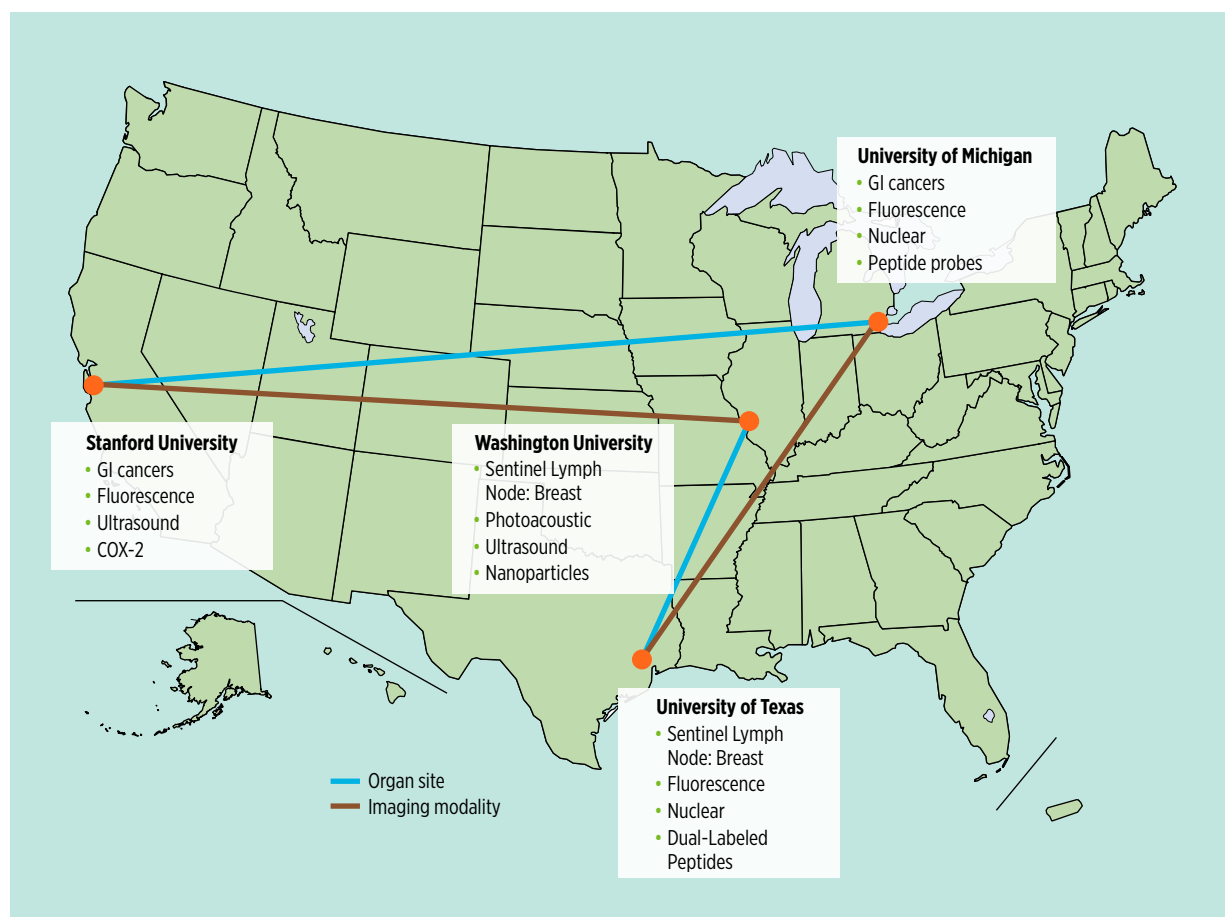 University of Michigan
• GI cancers
• Fluorescence
• Nuclear
• Peptide probes
Stanford University
• GI cancers
• Fluorescence
• Ultrasound
• COX-2
Washington University
• Sentinel Lymph
Node: Breast
• Photoacoustic
• Ultrasound
• Nanoparticles
University of Texas
• Sentinel Lymph
Node: Breast
• Fluorescence
• Nuclear
• Dual-Labeled
Peptides
Organ site
Imaging modality